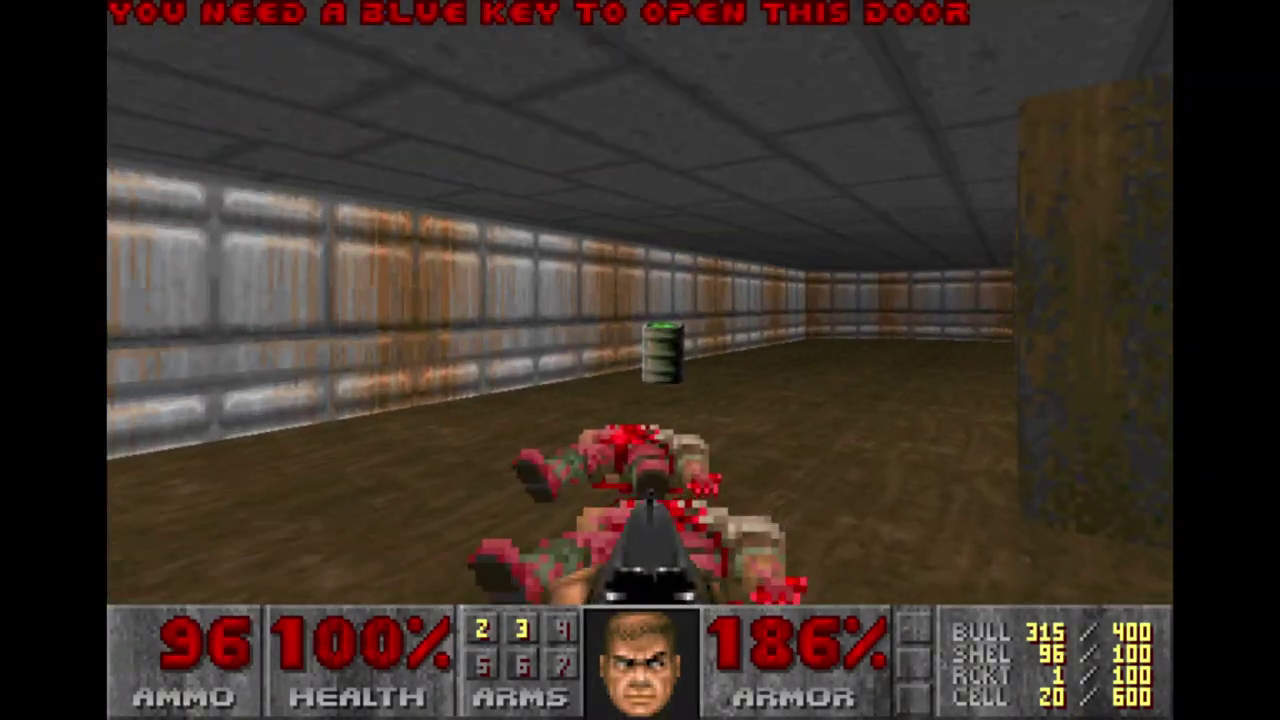 YOU NEED A BLUE KEY TO OPEN THIS DOOR
96 100% 2 3 4 186% BULL 315 / 400
5 6 7 SHEL 96 / 100
RCKT 1 / 100
AMMO HEALTH ARMS ARMOR CELL 20 / 600